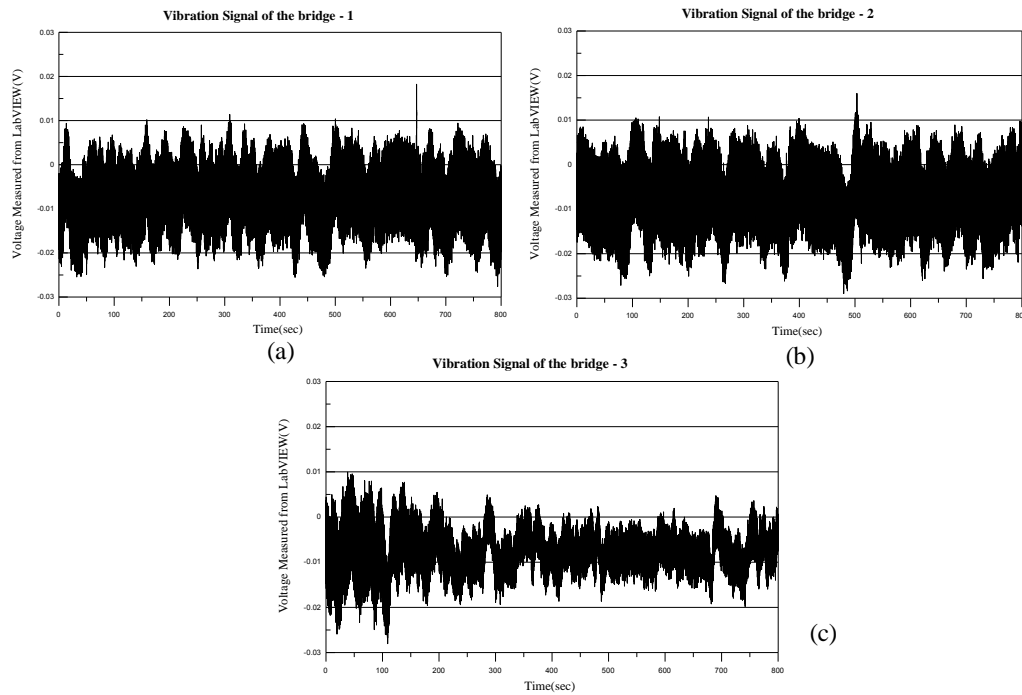 Vibration Signal of the bridge - 1
0.03
0.02
0.01
0
-0.01
-0.02
-0.03
Voltage Measured from LabVIEW(V)
0 100 200 300 400 500 600 700 800
Time(sec)
(a)
Vibration Signal of the bridge - 2
0.03
0.02
0.01
0
-0.01
-0.02
-0.03
Voltage Measured from LabVIEW(V)
0 100 200 300 400 500 600 700 800
Time(sec)
(b)
Vibration Signal of the bridge - 3
0.03
0.02
0.01
0
-0.01
-0.02
-0.03
Voltage Measured from LabVIEW(V)
0 100 200 300 400 500 600 700 800
Time(sec)
(c)